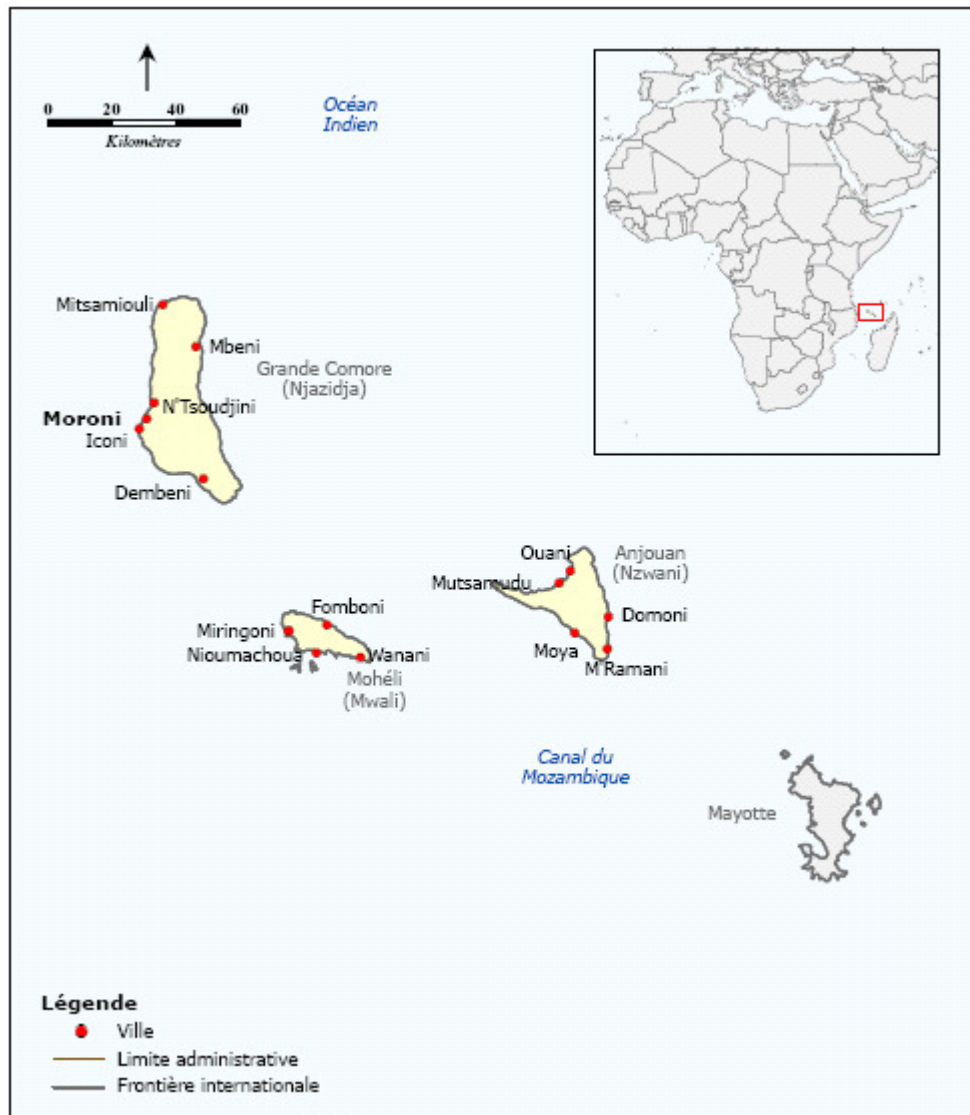 0 20 40 60
Kilomètres
Océan
Indien
Mitsamiouli
Mbeni
Grande Comore
(Njazidja)
N'Tsoudjini
Moroni
Iconi
Dembeni
Ouani
Anjouan
(Nzwani)
Mutsamudu
Fomboni
Domoni
Miringoni
Nioumachoua
Wanani
Moya
M'Ramani
Mohéli
(Mwali)
Canal du
Mozambique
Mayotte
Légende
Ville
Limite administrative
Frontière internationale